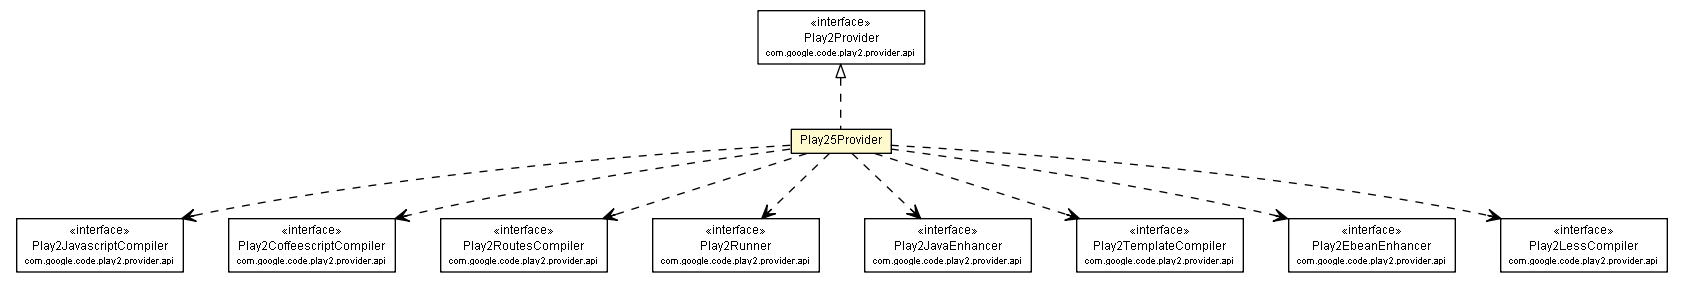 «interface»
Play2Provider
com.google.code.play2.provider.api
Play25Provider
«interface»
Play2JavascriptCompiler
com.google.code.play2.provider.api
«interface»
Play2CoffeescriptCompiler
com.google.code.play2.provider.api
«interface»
Play2RoutesCompiler
com.google.code.play2.provider.api
«interface»
Play2Runner
com.google.code.play2.provider.api
«interface»
Play2JavaEnhancer
com.google.code.play2.provider.api
«interface»
Play2TemplateCompiler
com.google.code.play2.provider.api
«interface»
Play2EbeanEnhancer
com.google.code.play2.provider.api
«interface»
Play2LessCompiler
com.google.code.play2.provider.api